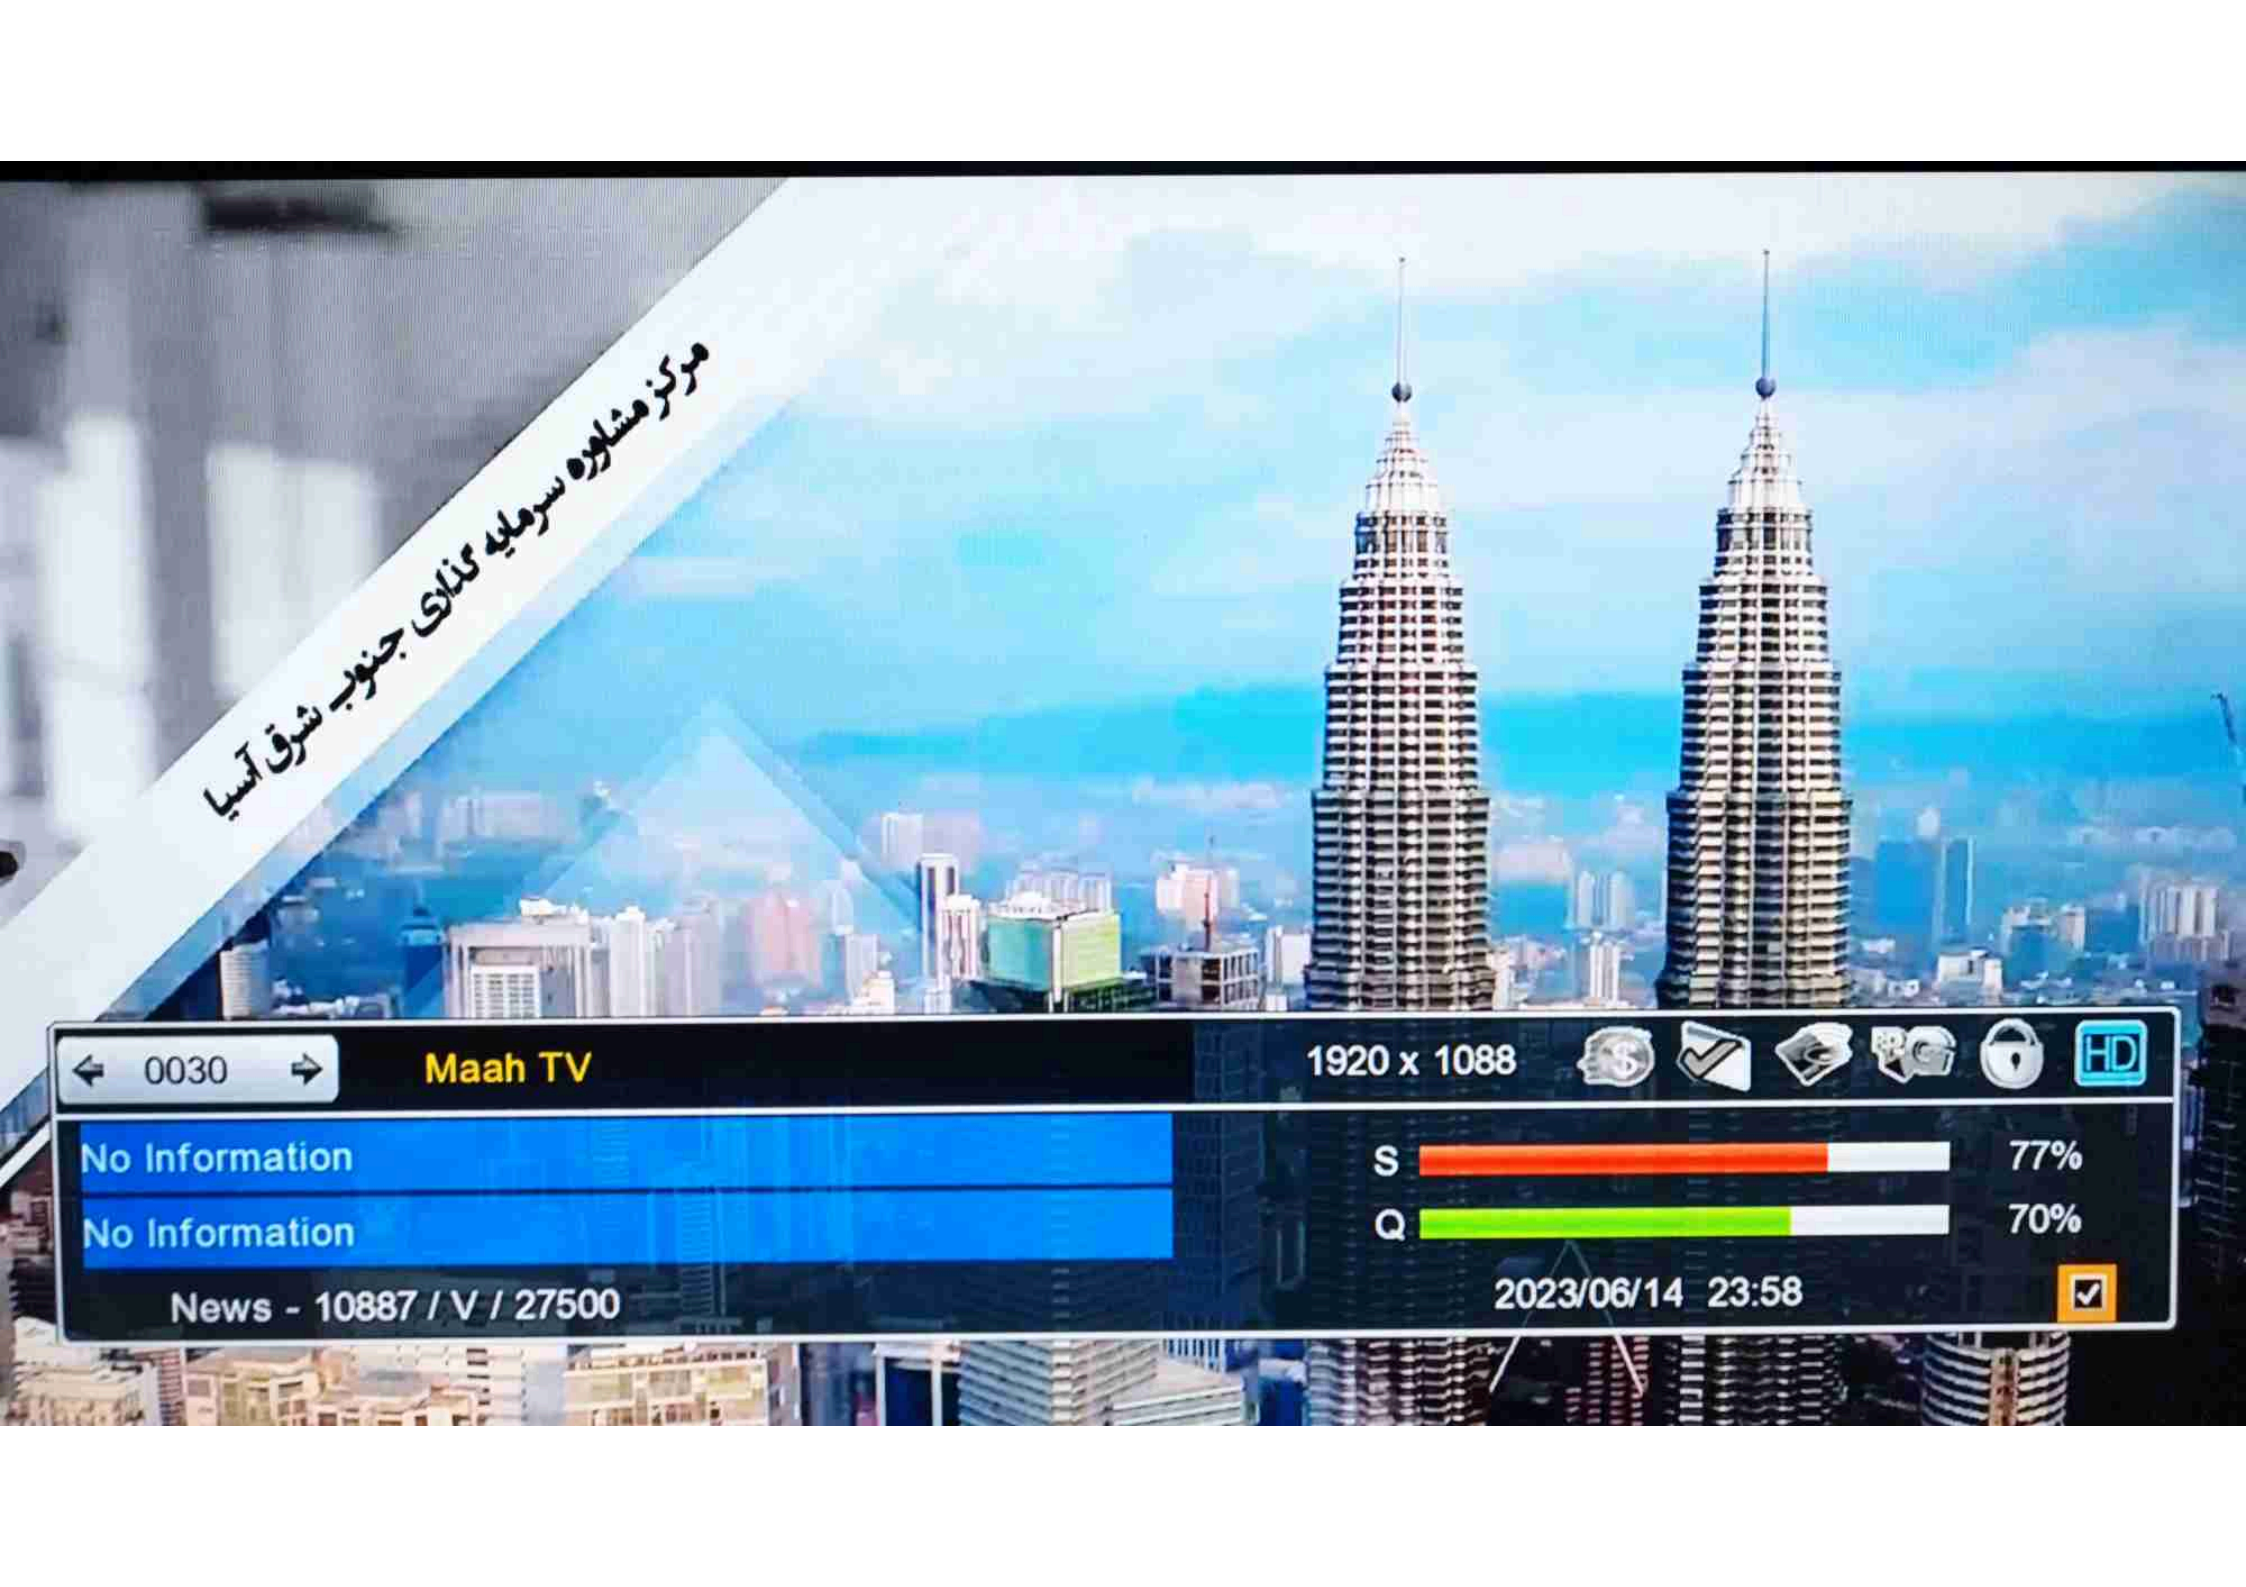 مرکز مشاوره سرمایه گذاری جنوب شرق آسیا
0030
Maah TV
1920 x 1088
$
EPG
HD
No Information
No Information
S
77%
Q
70%
News - 10887 / V / 27500
2023/06/14 23:58